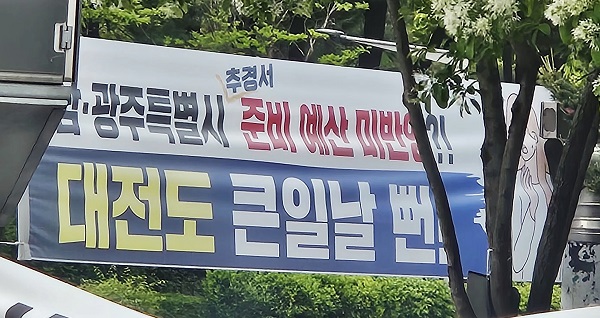 추경서
·광주특별시 준비 예산 미반영?!
대전도 큰일날 뻔